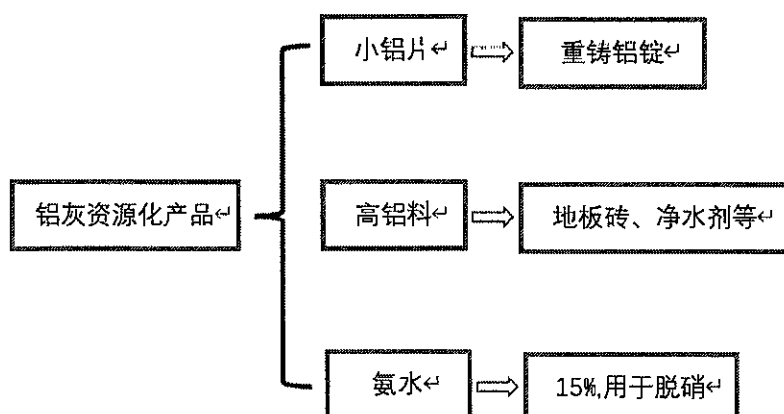 小铝片
重铸铝锭
铝灰资源化产品
高铝料
地板砖、净水剂等
氨水
15%,用于脱硝